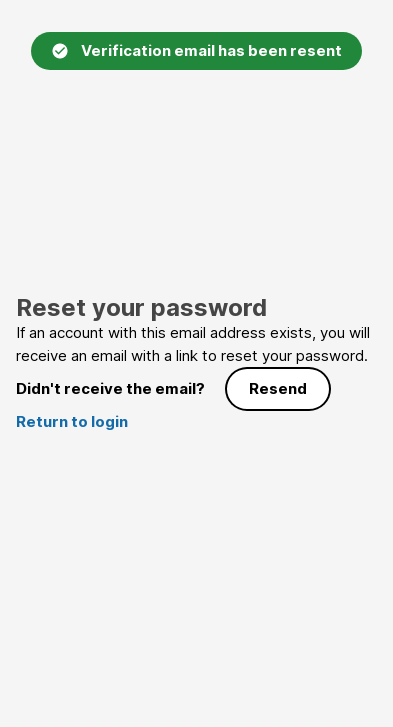 Verification email has been resent
Reset your password
If an account with this email address exists, you will
receive an email with a link to reset your password.
Didn't receive the email? Resend
Return to login